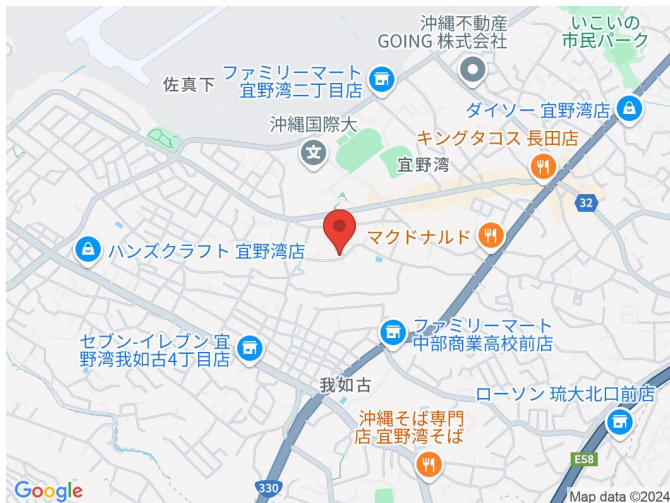 沖縄不動産
GOING 株式会社
いこいの
市民パーク
佐真下
ファミリーマート
宜野湾二丁目店
ダイソー 宜野湾店
沖縄国際大
文
キングタコス 長田店
宜野湾
32
マクドナルド
ハンズクラフト 宜野湾店
ファミリーマート
中部商業高校前店
セブン-イレブン 宜
野湾我如古4丁目店
我如古
ローソン 琉大北口前店
沖縄そば専門
店 宜野湾そば
E58
330
Google
Map data ©2024